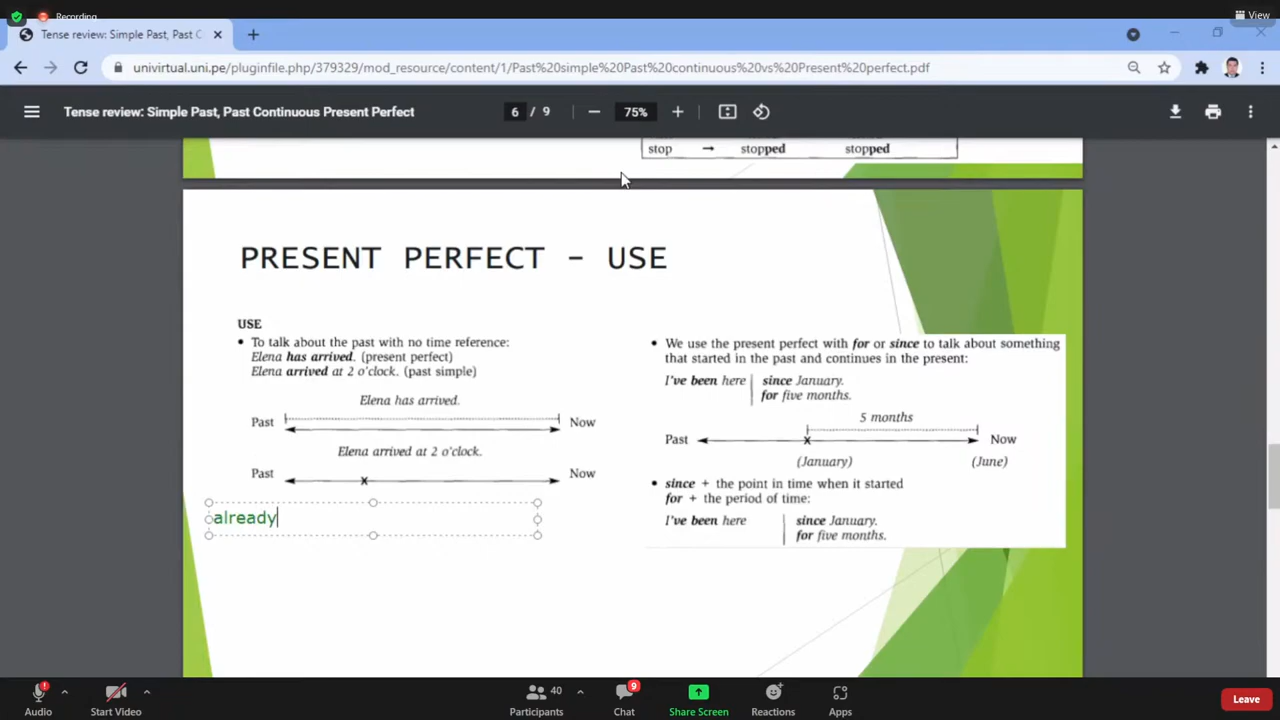 Recording
View
Tense review: Simple Past, Past C
univirtual.uni.pe/pluginfile.php/379329/mod_resource/content/1/Past%20simple%20Past%20continuous%20vs%20Present%20perfect.pdf
Tense review: Simple Past, Past Continuous Present Perfect
6 / 9
75%
stop → stopped stopped
PRESENT PERFECT - USE
USE
• To talk about the past with no time reference:
Elena has arrived. (present perfect)
Elena arrived at 2 o'clock. (past simple)
Elena has arrived.
Past Now
Elena arrived at 2 o'clock.
Past x Now
already
• We use the present perfect with for or since to talk about something
that started in the past and continues in the present:
I've been here since January.
for five months.
5 months
Past x Now
(January) (June)
• since + the point in time when it started
for + the period of time:
I've been here since January.
for five months.
Audio
Start Video
Participants 40
Chat 9
Share Screen
Reactions
Apps
Leave